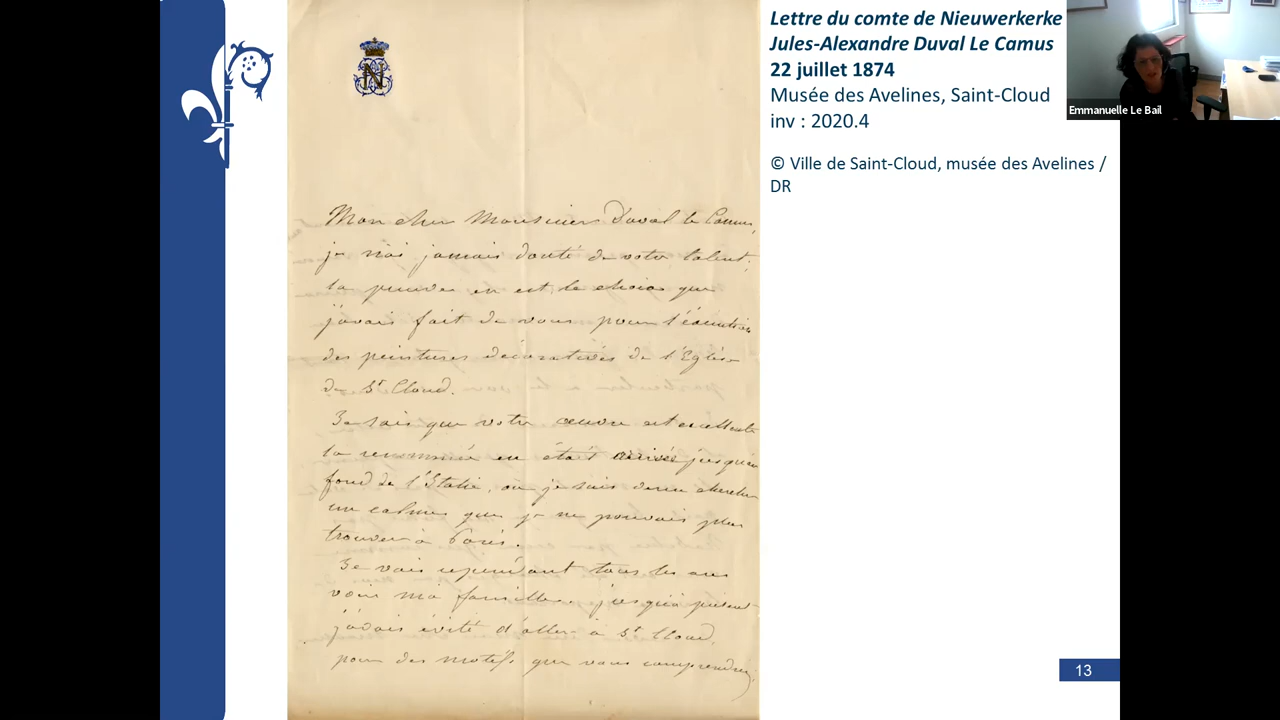 Lettre du comte de Nieuwerkerke
Jules-Alexandre Duval Le Camus
22 juillet 1874
Musée des Avelines, Saint-Cloud
inv : 2020.4
© Ville de Saint-Cloud, musée des Avelines /
DR
Emmanuelle Le Bail
N
Mon cher Monsieur Duval le Camus,
je n'ai jamais douté de votre talent,
la preuve en est le choix que
j'avais fait de vous pour l'exécution
des peintures décoratives de l'Eglise
de St Cloud.
Je sais que votre œuvre est excellente
la renommée en était arrivée jusqu'au
fond de l'Italie, où je suis venu chercher
un calme que je ne pouvais plus
trouver à Paris.
Je vais cependant tous les ans
voir ma famille, jusqu'à présent
j'avais évité d'aller à St Cloud,
pour des motifs que vous comprendrez,
13